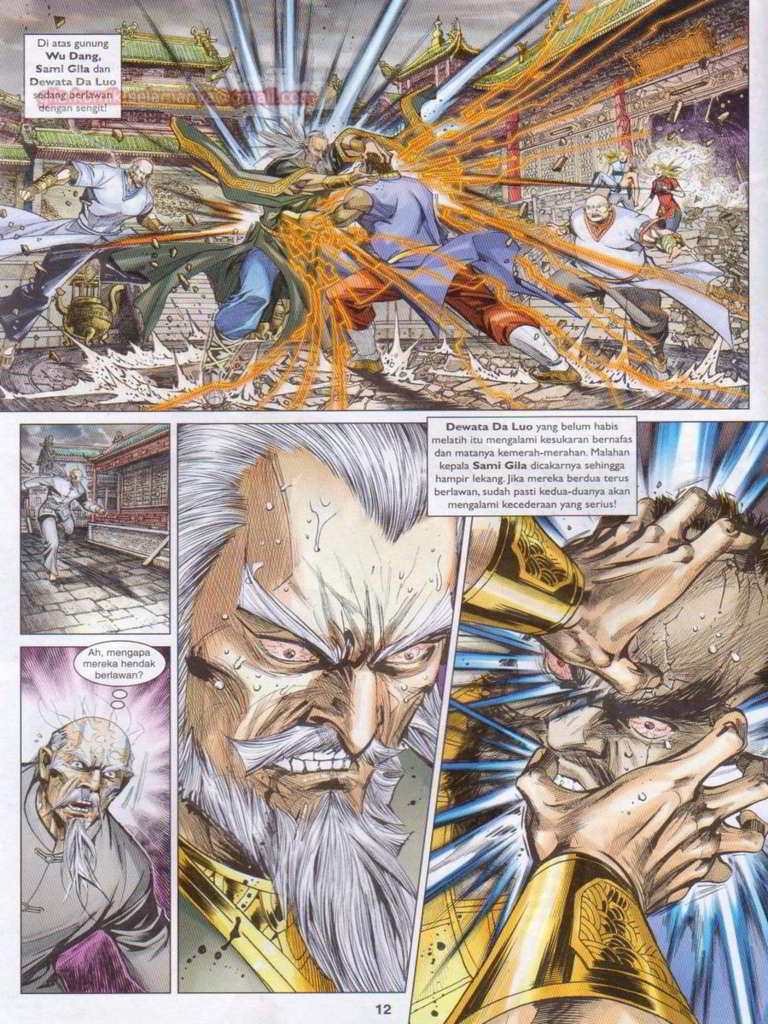 Di atas gunung
Wu Dang,
Sami Gila dan
Dewata Da Luo
sedang berlawan
dengan sengit!
Dewata Da Luo yang belum habis
melatih itu mengalami kesukaran bernafas
dan matanya kemerah-merahan. Malahan
kepala Sami Gila dicakarnya sehingga
hampir lekang. Jika mereka berdua terus
berlawan, sudah pasti kedua-duanya akan
mengalami kecederaan yang serius!
Ah, mengapa
mereka hendak
berlawan?
12